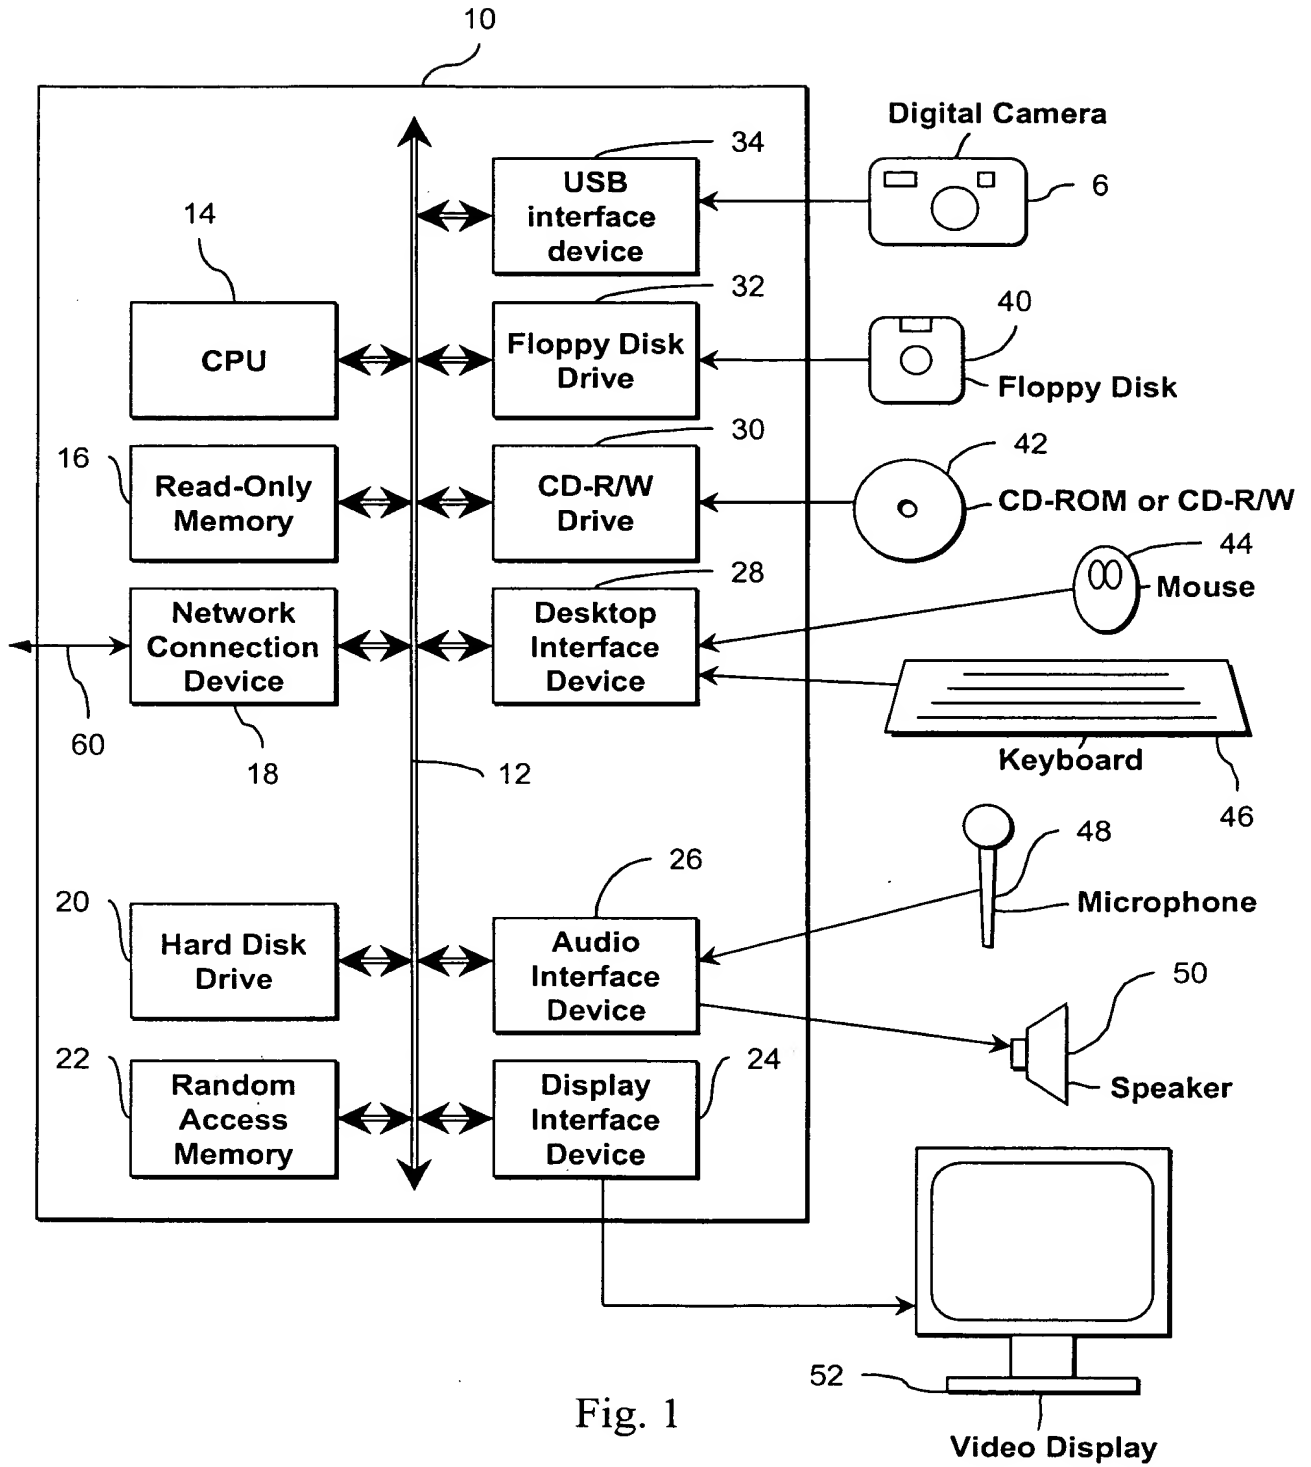 10
Digital Camera
34
USB
interface
device
6
14
32
40
CPU
Floppy Disk
Drive
Floppy Disk
30
42
16
Read-Only
Memory
CD-R/W
Drive
CD-ROM or CD-R/W
44
Mouse
28
Network
Connection
Device
Desktop
Interface
Device
60
18
12
Keyboard
46
48
26
20
Hard Disk
Drive
Audio
Interface
Device
Microphone
50
22
24
Random
Access
Memory
Display
Interface
Device
Speaker
52
Fig. 1
Video Display